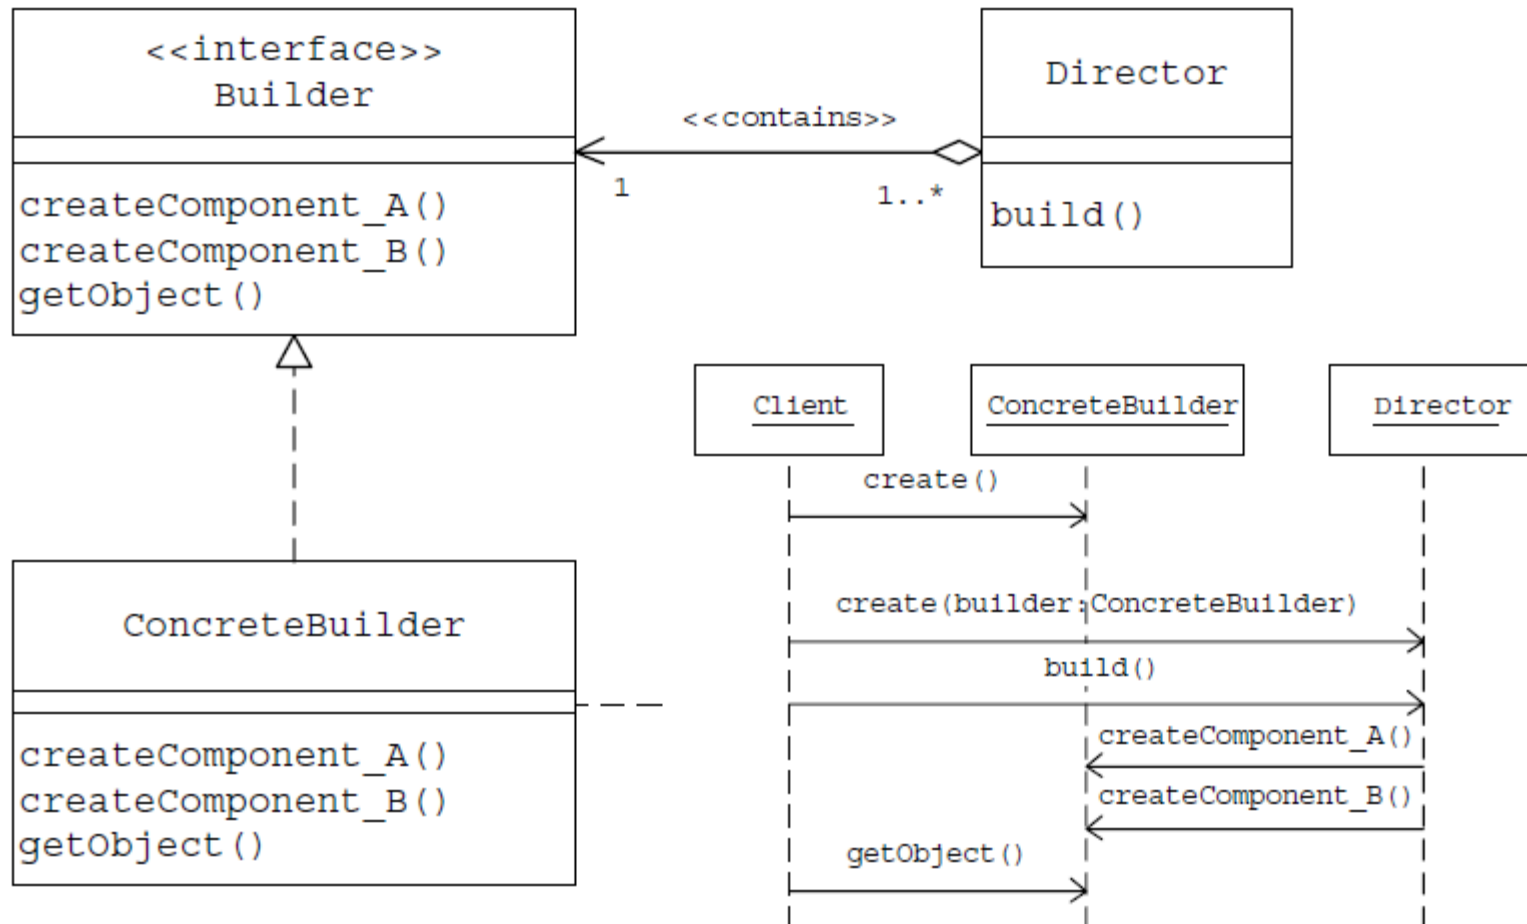 <<interface>>
Builder
createComponent_A()
createComponent_B()
getObject()
<<contains>>
1
1..*
Director
build()
ConcreteBuilder
createComponent_A()
createComponent_B()
getObject()
Client
ConcreteBuilder
Director
create()
create(builder:ConcreteBuilder)
build()
createComponent_A()
createComponent_B()
getObject()